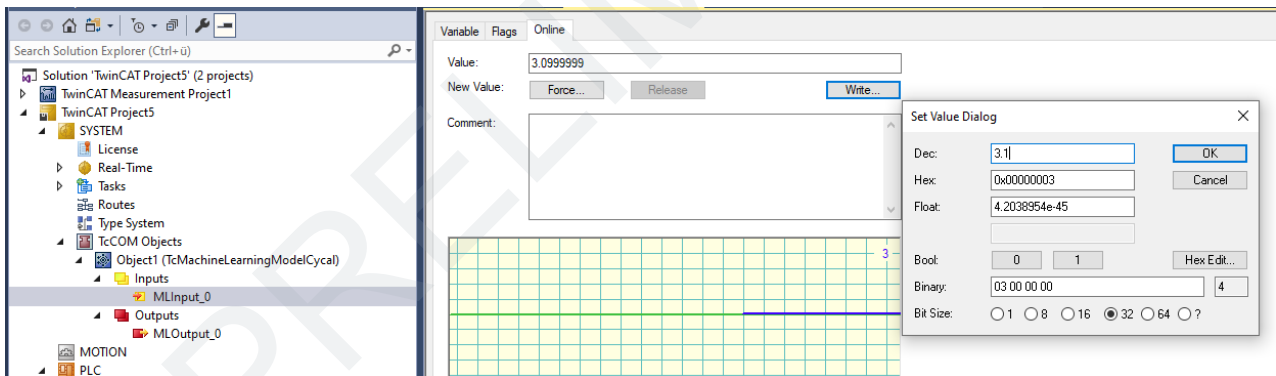 Search Solution Explorer (Ctrl+ü)
Solution 'TwinCAT Project5' (2 projects)
TwinCAT Measurement Project1
TwinCAT Project5
SYSTEM
License
Real-Time
Tasks
Routes
Type System
TcCOM Objects
Object1 (TcMachineLearningModelCycal)
Inputs
MLInput_0
Outputs
MLOutput_0
MOTION
PLC
Variable Flags Online
Value: 3.0999999
New Value: Force... Release Write...
Comment:
3
Set Value Dialog
Dec: 3.1 OK
Hex: 0x00000003 Cancel
Float: 4.2038954e-45
Bool: 0 1 Hex Edit...
Binary: 03 00 00 00 4
Bit Size: 1 8 16 32 64 ?
PRELIM